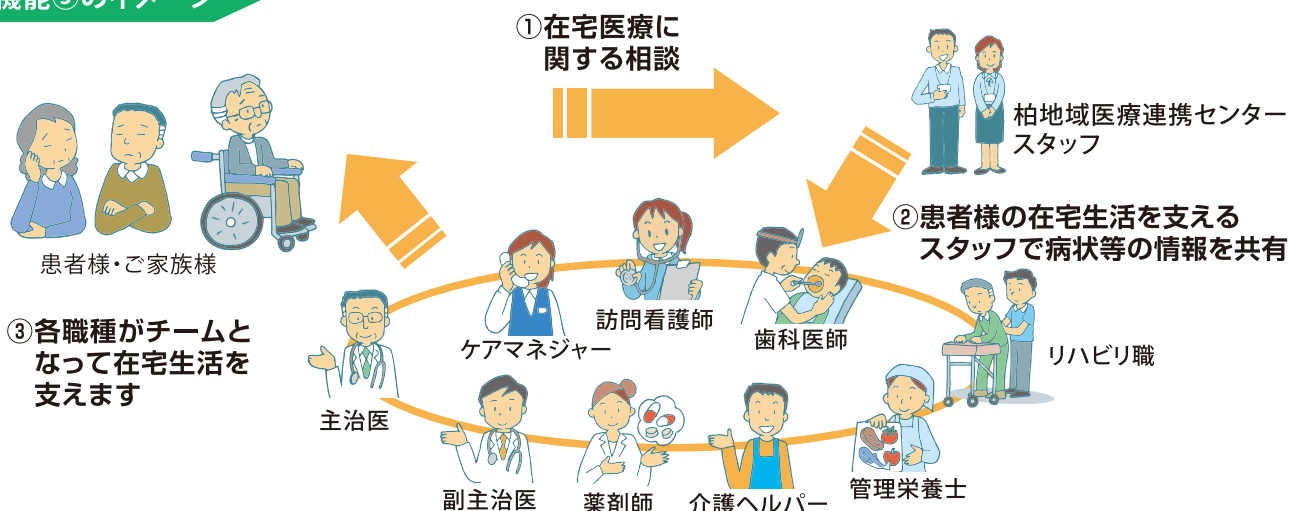 のイメージ
①在宅医療に
関する相談
柏地域医療連携センター
スタッフ
②患者様の在宅生活を支える
スタッフで病状等の情報を共有
患者様・ご家族様
③各職種がチームと
なって在宅生活を
支えます
ケアマネジャー
訪問看護師
歯科医師
リハビリ職
主治医
副主治医
薬剤師
介護ヘルパー
管理栄養士